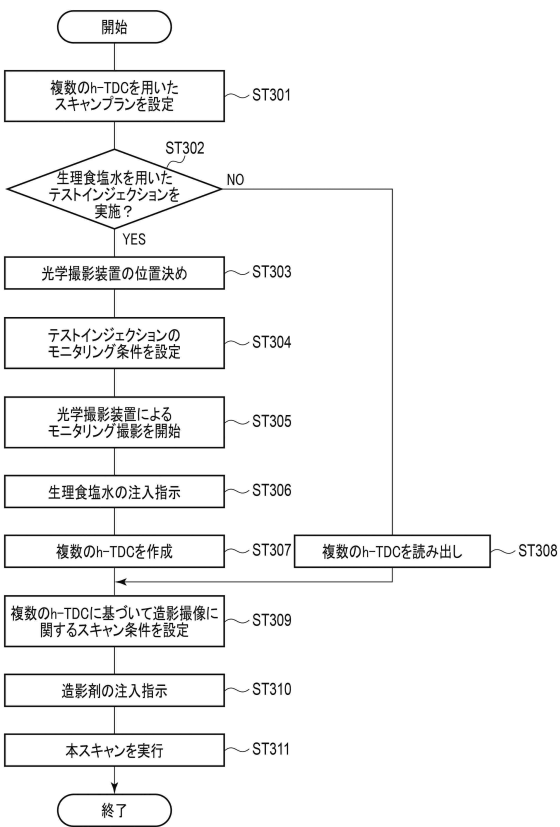 開始
複数のh-TDCを用いた
スキャンプランを設定
ST301
ST302
生理食塩水を用いた
テストインジェクションを
実施？
NO
YES
光学撮影装置の位置決め
ST303
テストインジェクションの
モニタリング条件を設定
ST304
光学撮影装置による
モニタリング撮影を開始
ST305
生理食塩水の注入指示
ST306
複数のh-TDCを作成
ST307
複数のh-TDCを読み出し
ST308
複数のh-TDCに基づいて造影撮像に
関するスキャン条件を設定
ST309
造影剤の注入指示
ST310
本スキャンを実行
ST311
終了